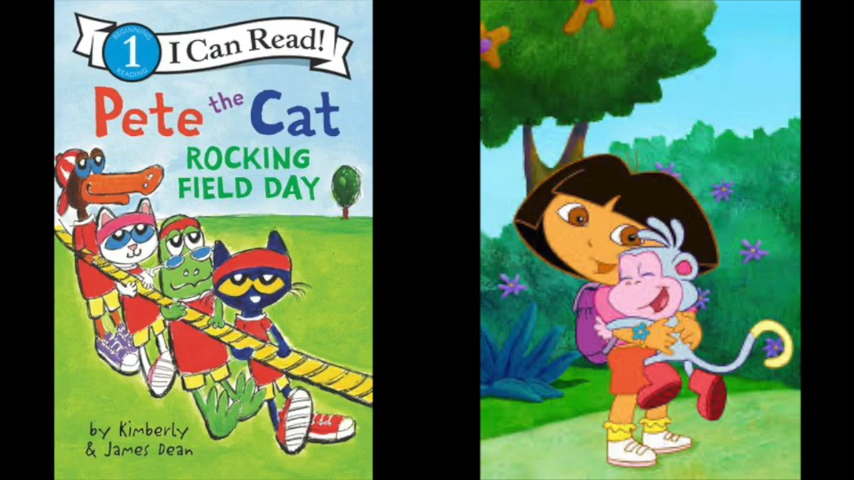 BEGINNING
1
READING
I Can Read!
Pete the Cat
ROCKING
FIELD DAY
by Kimberly
& James Dean